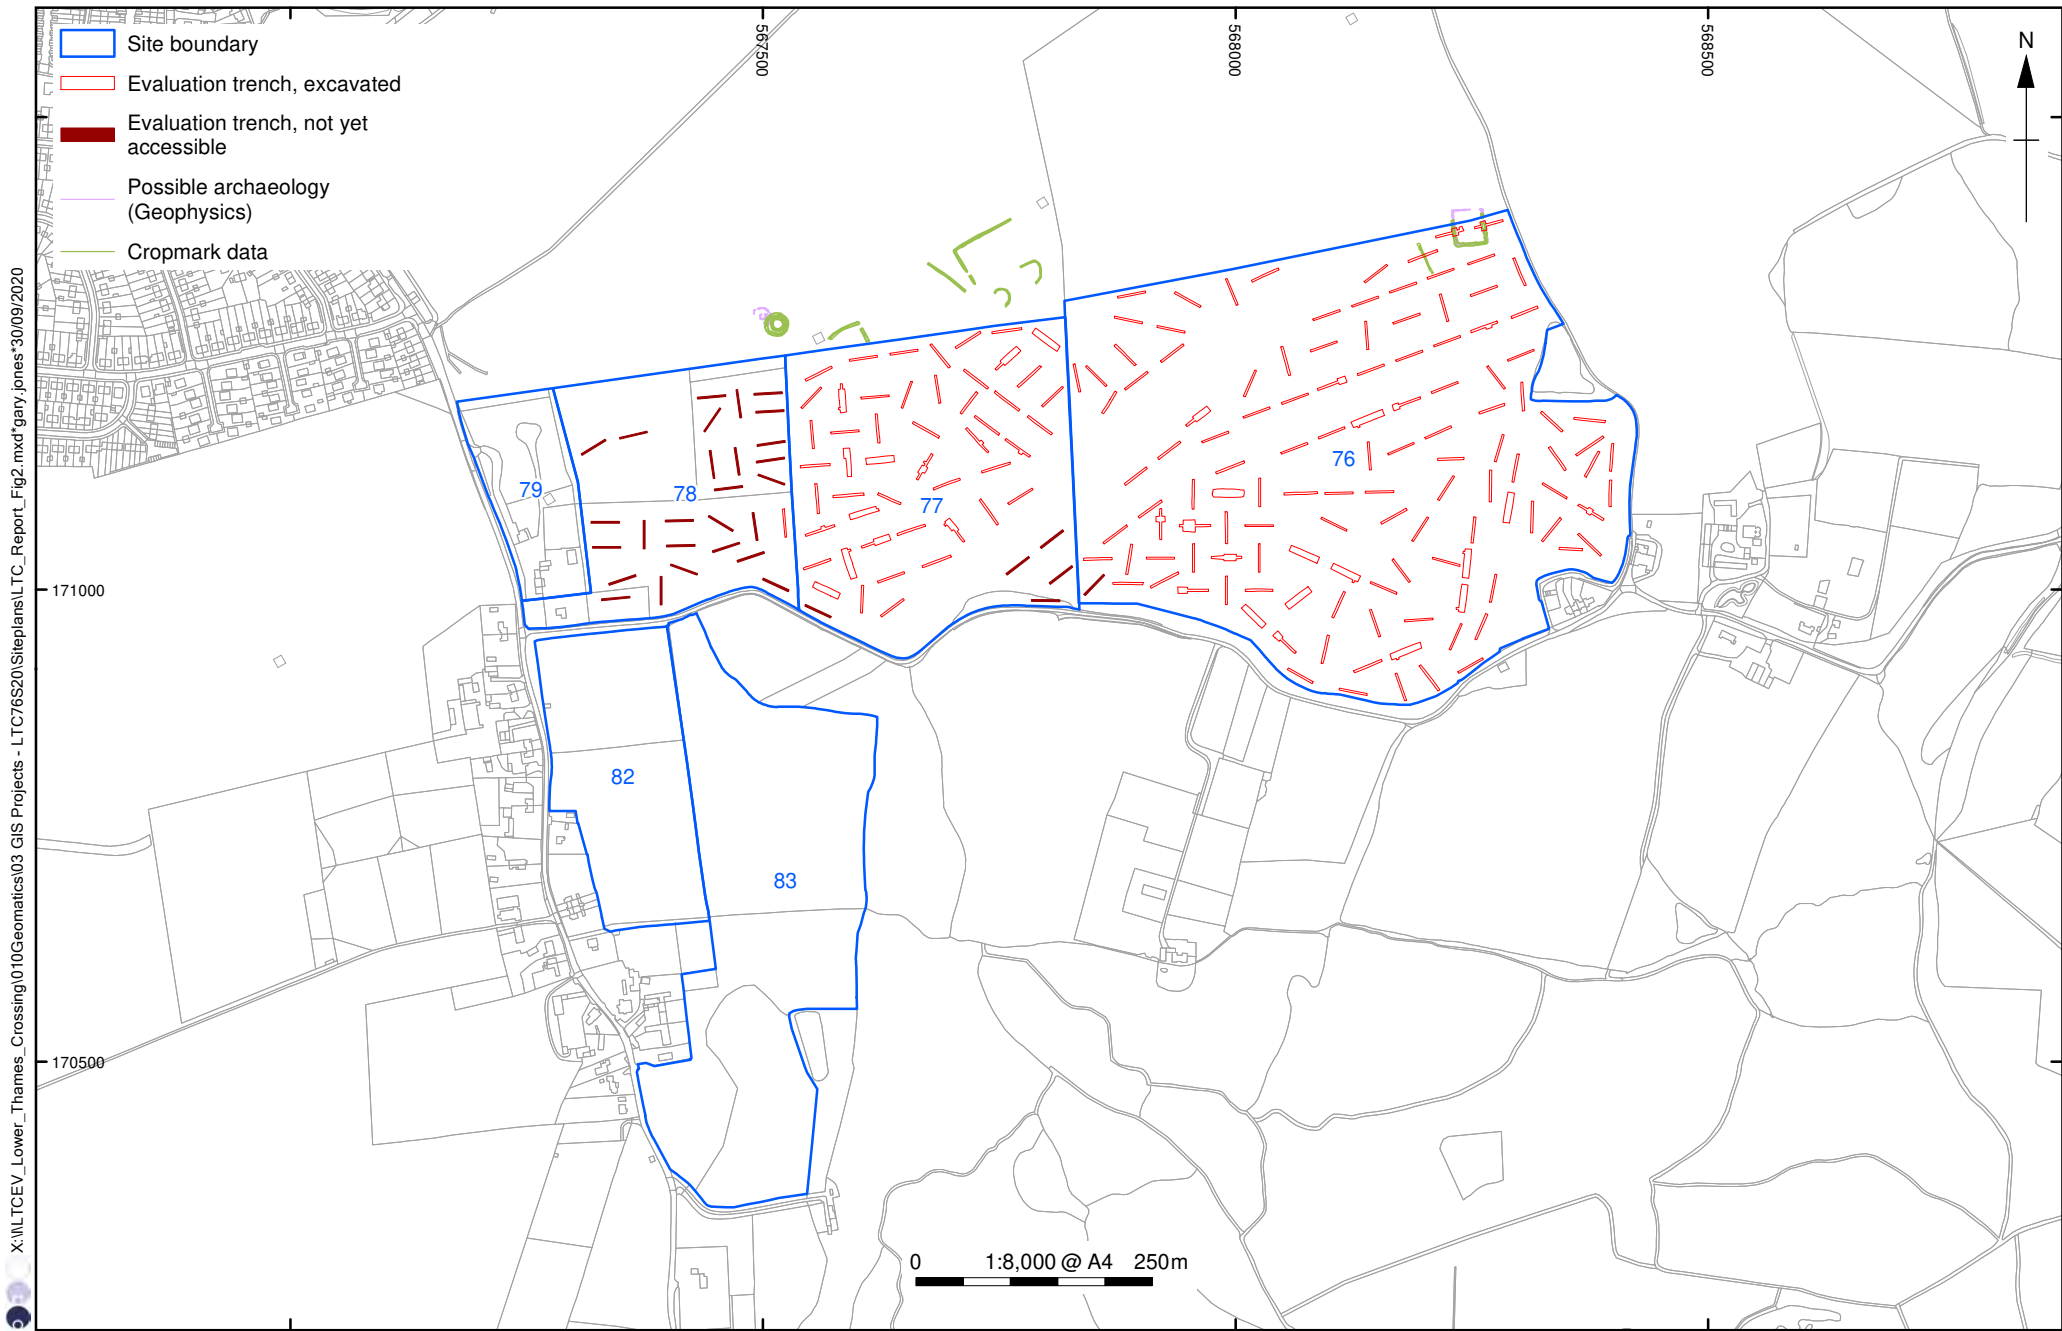 Site boundary
Evaluation trench, excavated
Evaluation trench, not yet
accessible
Possible archaeology
(Geophysics)
Cropmark data
567500
568000
568500
N
171000
170500
79
78
77
76
82
83
0 1:8,000 @ A4 250m
X:\l\LTCEV_Lower_Thames_Crossing\010Geomatics\03 GIS Projects - LTC76S20\Siteplans\LTC_Report_Fig2.mxd*gary.jones*30/09/2020